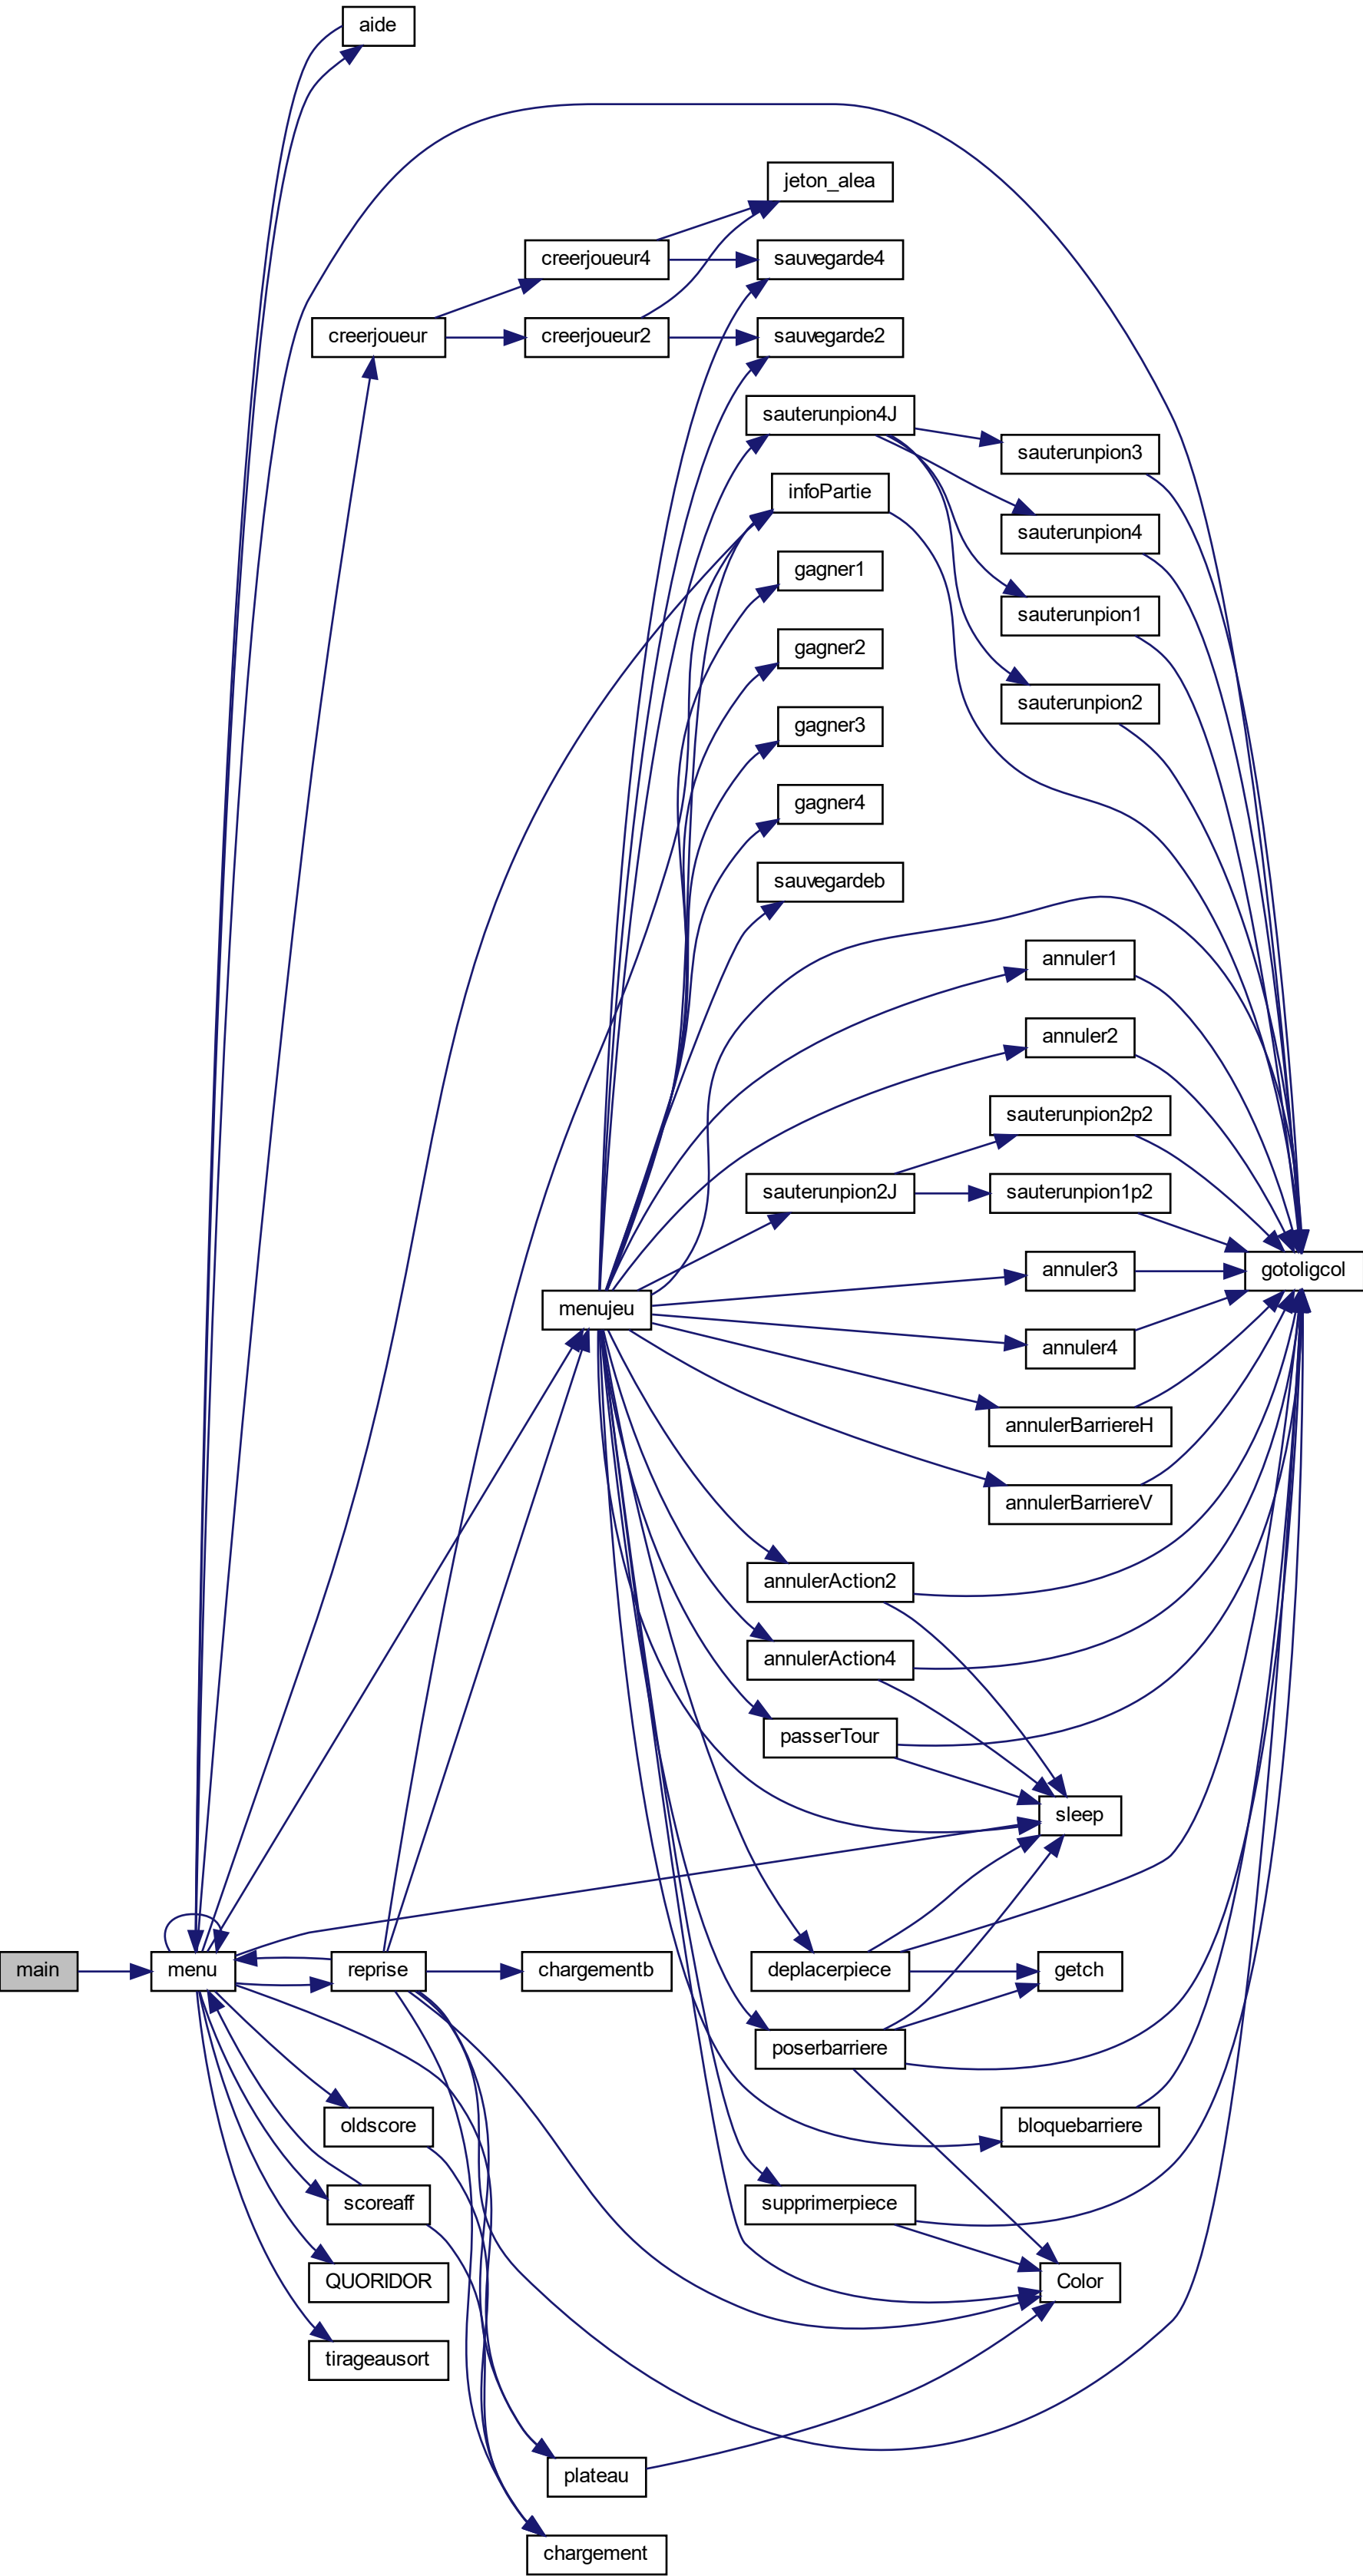 aide
jeton_alea
creerjoueur4
sauvegarde4
creerjoueur
creerjoueur2
sauvegarde2
sauterunpion4J
sauterunpion3
infoPartie
sauterunpion4
gagner1
sauterunpion1
gagner2
sauterunpion2
gagner3
gagner4
sauvegardeb
annuler1
annuler2
sauterunpion2p2
sauterunpion2J
sauterunpion1p2
annuler3
gotoligcol
menujeu
annuler4
annulerBarriereH
annulerBarriereV
annulerAction2
annulerAction4
passerTour
sleep
main
menu
reprise
chargementb
deplacerpiece
getch
poserbarriere
oldscore
bloquebarriere
scoreaff
supprimerpiece
QUORIDOR
Color
tirageausort
plateau
chargement